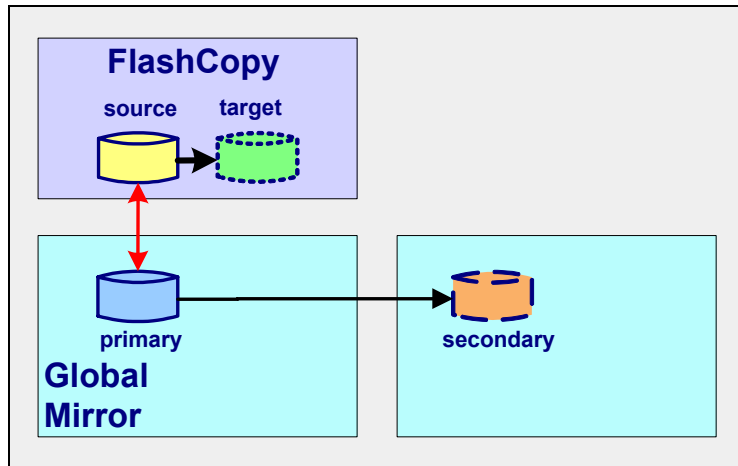 FlashCopy
source target
primary
secondary
Global
Mirror